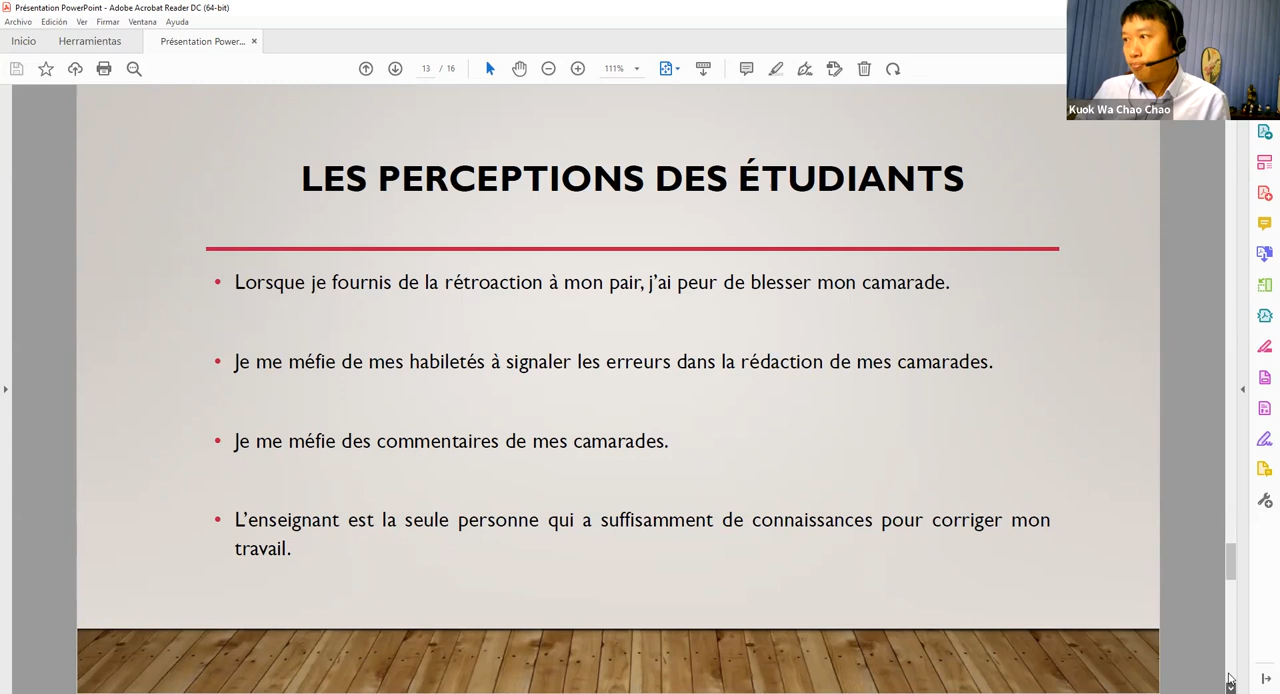 Présentation PowerPoint - Adobe Acrobat Reader DC (64-bit)
Archivo Edición Ver Firmar Ventana Ayuda
Inicio Herramientas Présentation Power... ×
13 / 16 111%
Kuok Wa Chao Chao
LES PERCEPTIONS DES ÉTUDIANTS
• Lorsque je fournis de la rétroaction à mon pair, j’ai peur de blesser mon camarade.
• Je me méfie de mes habiletés à signaler les erreurs dans la rédaction de mes camarades.
• Je me méfie des commentaires de mes camarades.
• L’enseignant est la seule personne qui a suffisamment de connaissances pour corriger mon
travail.